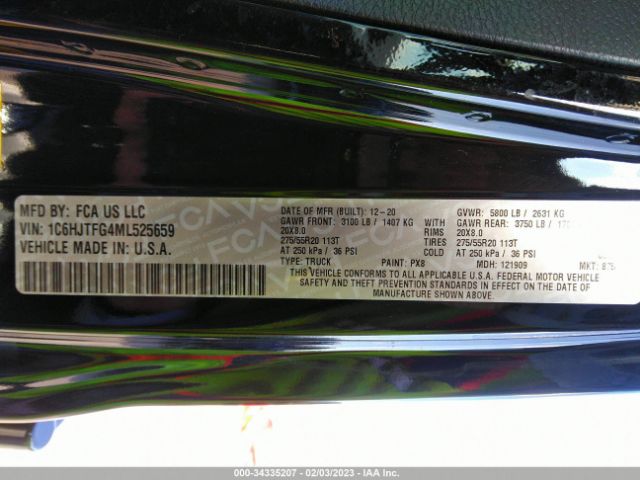 MFD BY: FCA US LLC
VIN: 1C6HJTFG4ML525659
VEHICLE MADE IN: U.S.A.
DATE OF MFR (BUILT): 12-20 GVWR: 5800 LB / 2631 KG
GAWR FRONT: 3100 LB / 1407 KG WITH GAWR REAR: 3750 LB /
20X8.0 RIMS 20X8.0
275/55R20 113T TIRES 275/55R20 113T
AT 250 kPa / 36 PSI COLD AT 250 kPa / 36 PSI
TYPE: TRUCK PAINT: PX8 MDH: 121909 MKT:
THIS VEHICLE CONFORMS TO ALL APPLICABLE U.S.A. FEDERAL MOTOR VEHICLE
SAFETY AND THEFT PREVENTION STANDARDS IN EFFECT ON THE DATE OF
MANUFACTURE SHOWN ABOVE.
000-34335207 - 02/03/2023 - IAAI.com